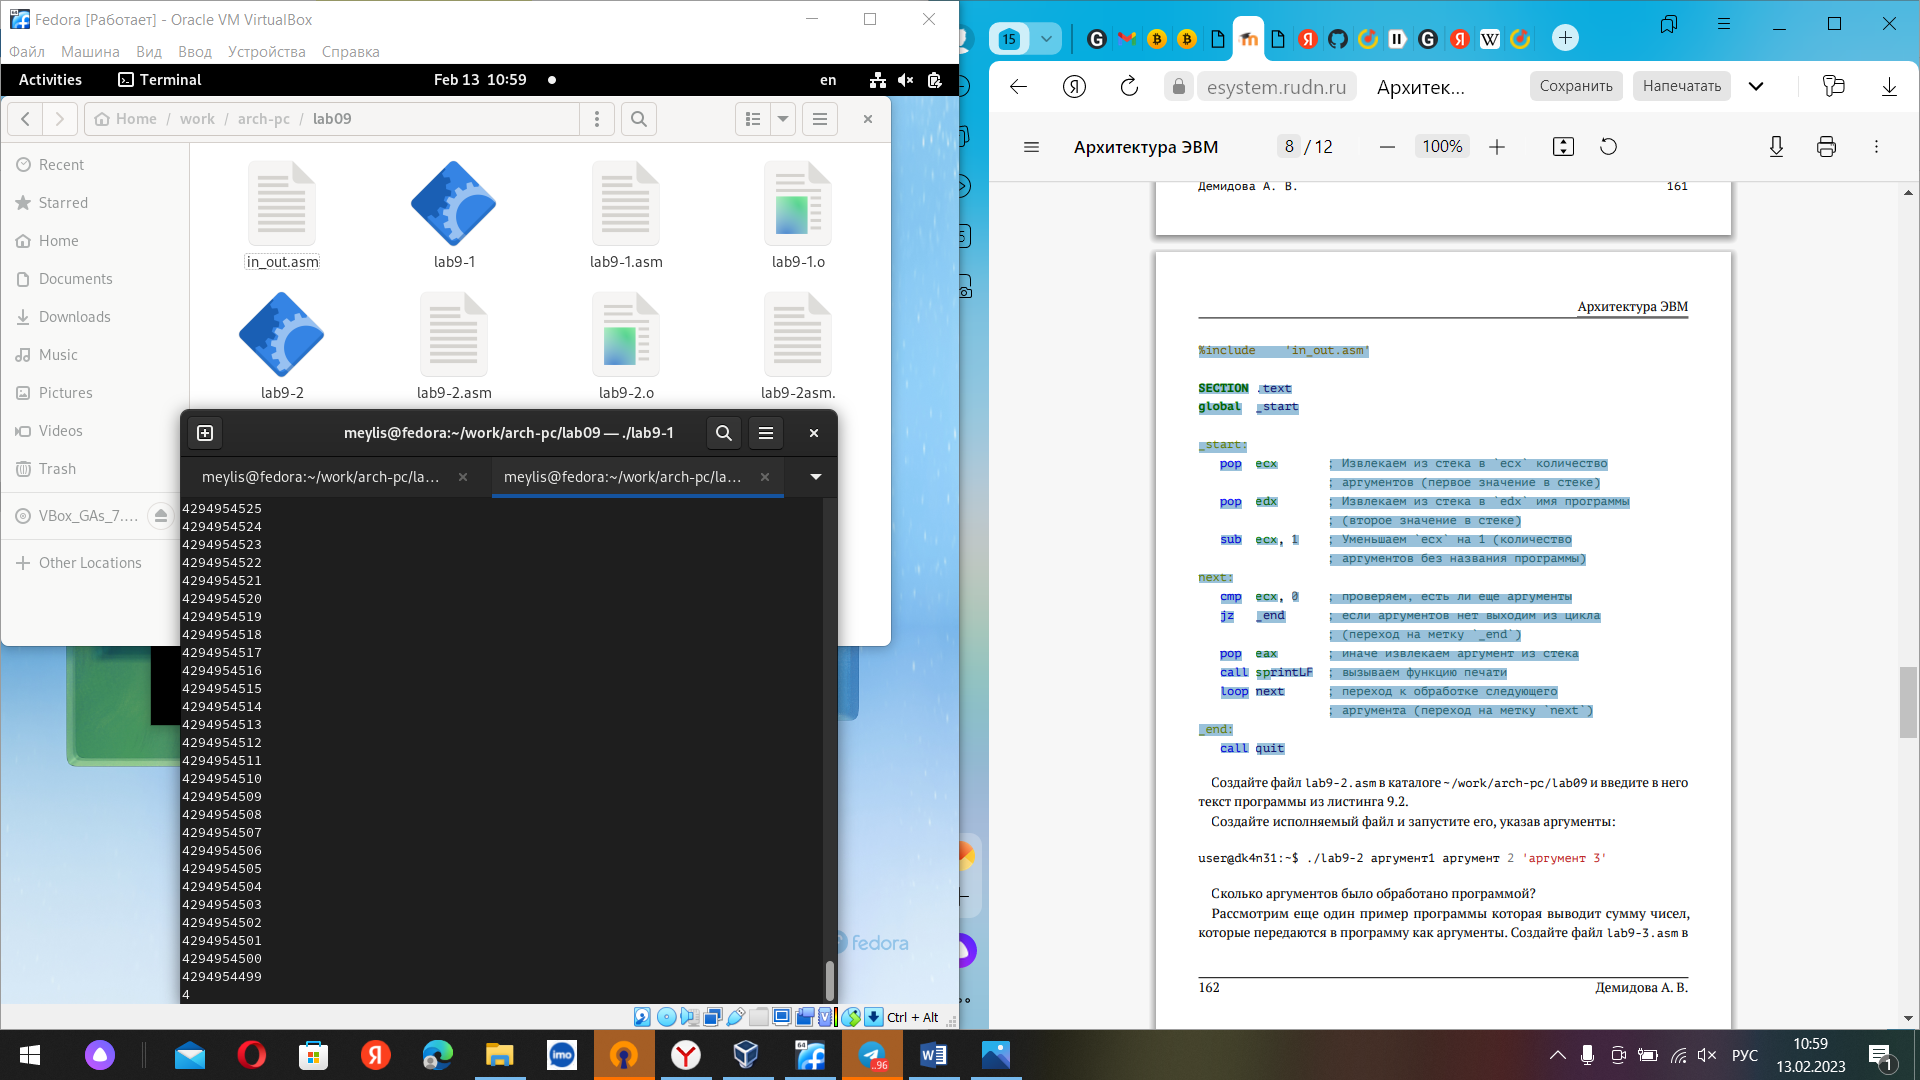 Fedora [Работает] - Oracle VM VirtualBox
Файл Машина Вид Ввод Устройства Справка
Activities Terminal Feb 13 10:59 en
Home / work / arch-pc / lab09
Recent
Starred
Home
Documents
Downloads
Music
Pictures
Videos
Trash
VBox_GAs_7....
Other Locations
in_out.asm lab9-1 lab9-1.asm lab9-1.o
lab9-2 lab9-2.asm lab9-2.o lab9-2asm.
meylis@fedora:~/work/arch-pc/lab09 — ./lab9-1
meylis@fedora:~/work/arch-pc/la... meylis@fedora:~/work/arch-pc/la...
4294954525
4294954524
4294954523
4294954522
4294954521
4294954520
4294954519
4294954518
4294954517
4294954516
4294954515
4294954514
4294954513
4294954512
4294954511
4294954510
4294954509
4294954508
4294954507
4294954506
4294954505
4294954504
4294954503
4294954502
4294954501
4294954500
4294954499
4
fedora
Ctrl + Alt
15
esystem.rudn.ru Архитек... Сохранить Напечатать
Архитектура ЭВМ 8 / 12 100%
Демидова А. В. 161
Архитектура ЭВМ
%include 'in_out.asm'
SECTION .text
global _start
_start:
pop ecx ; Извлекаем из стека в `ecx` количество
; аргументов (первое значение в стеке)
pop edx ; Извлекаем из стека в `edx` имя программы
; (второе значение в стеке)
sub ecx, 1 ; Уменьшаем `ecx` на 1 (количество
; аргументов без названия программы)
next:
cmp ecx, 0 ; проверяем, есть ли еще аргументы
jz _end ; если аргументов нет выходим из цикла
; (переход на метку `_end`)
pop eax ; иначе извлекаем аргумент из стека
call sprintLF ; вызываем функцию печати
loop next ; переход к обработке следующего
; аргумента (переход на метку `next`)
_end:
call quit
Создайте файл lab9-2.asm в каталоге ~/work/arch-pc/lab09 и введите в него
текст программы из листинга 9.2.
Создайте исполняемый файл и запустите его, указав аргументы:
user@dk4n31:~$ ./lab9-2 аргумент1 аргумент 2 'аргумент 3'
Сколько аргументов было обработано программой?
Рассмотрим еще один пример программы которая выводит сумму чисел,
которые передаются в программу как аргументы. Создайте файл lab9-3.asm в
162 Демидова А. В.
imo
64
..96
РУС
10:59
13.02.2023
1